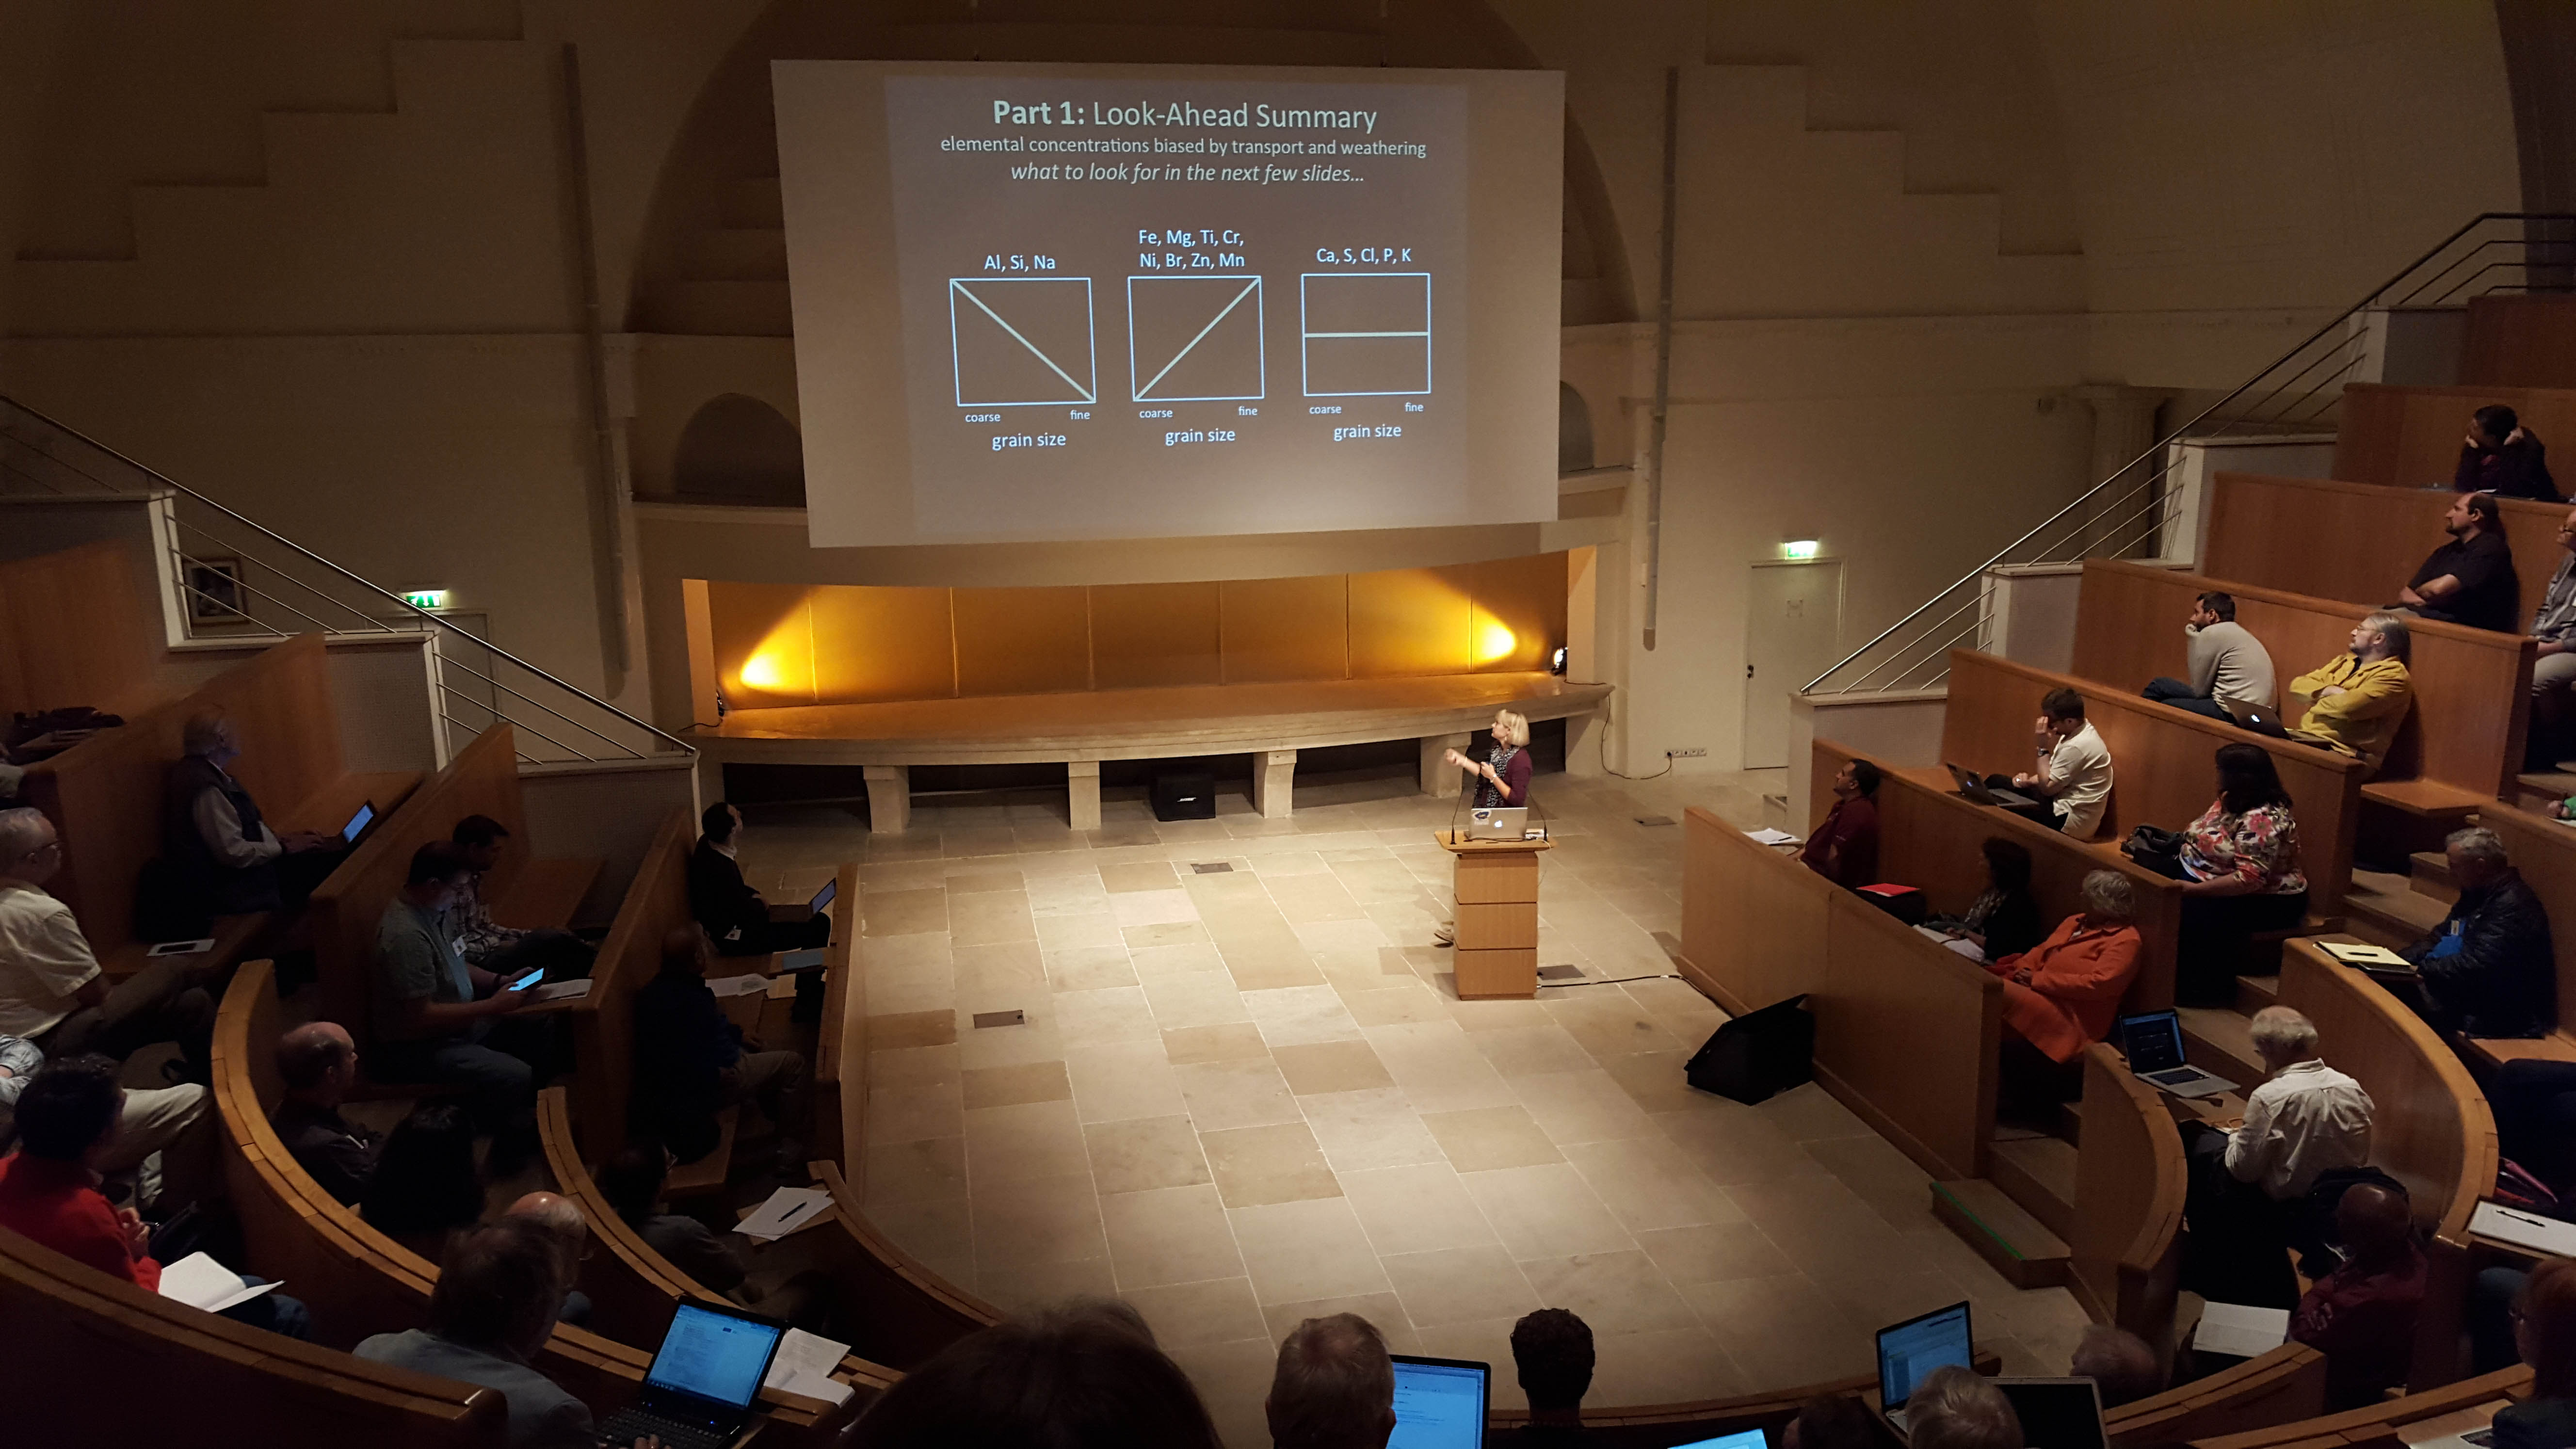 Part 1: Look-Ahead Summary
elemental concentrations biased by transport and weathering
what to look for in the next few slides...
Al, Si, Na
coarse fine
grain size
Fe, Mg, Ti, Cr,
Ni, Br, Zn, Mn
coarse fine
grain size
Ca, S, Cl, P, K
coarse fine
grain size
EXIT
BOSE